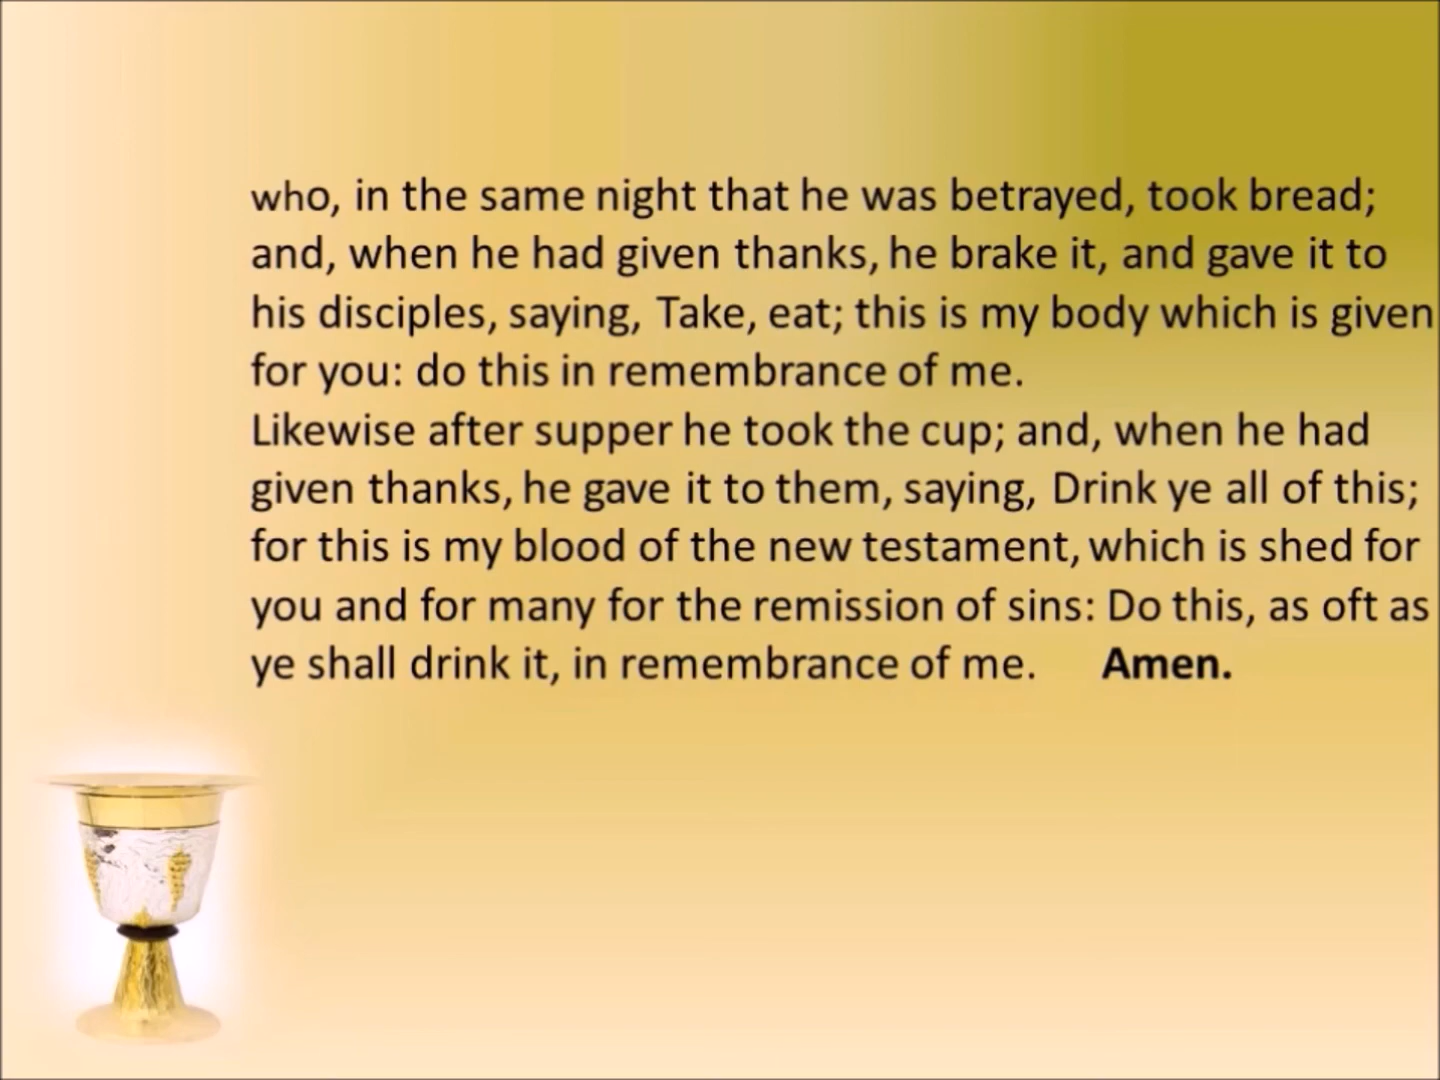 who, in the same night that he was betrayed, took bread;
and, when he had given thanks, he brake it, and gave it to
his disciples, saying, Take, eat; this is my body which is given
for you: do this in remembrance of me.
Likewise after supper he took the cup; and, when he had
given thanks, he gave it to them, saying, Drink ye all of this;
for this is my blood of the new testament, which is shed for
you and for many for the remission of sins: Do this, as oft as
ye shall drink it, in remembrance of me. Amen.